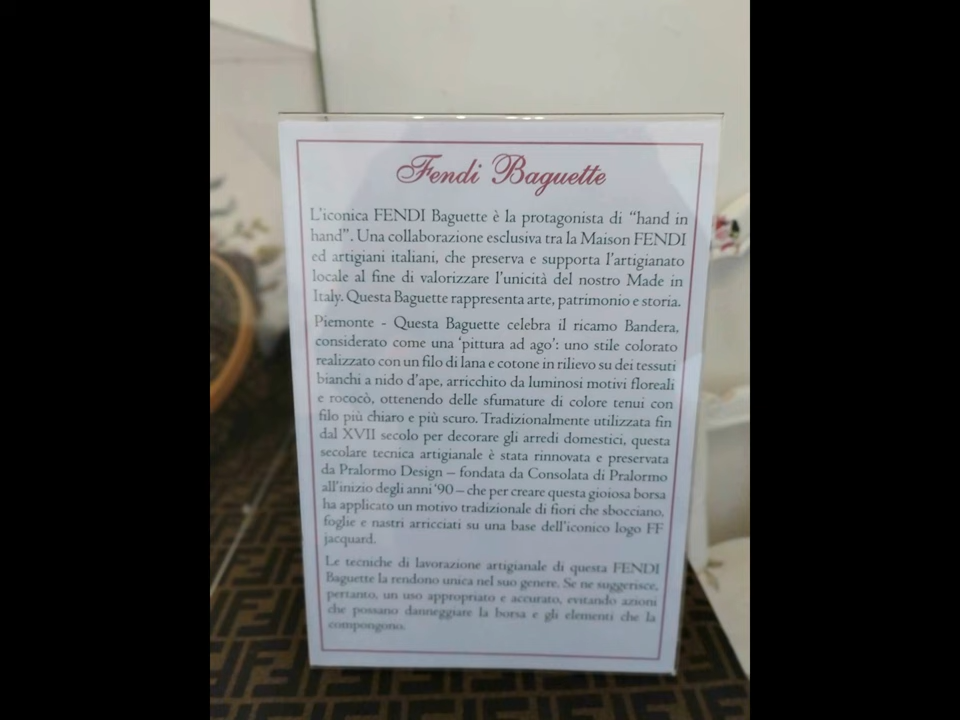 Fendi Baguette
L'iconica FENDI Baguette è la protagonista di “hand in
hand”. Una collaborazione esclusiva tra la Maison FENDI
ed artigiani italiani, che preserva e supporta l'artigianato
locale al fine di valorizzare l'unicità del nostro Made in
Italy. Questa Baguette rappresenta arte, patrimonio e storia.
Piemonte - Questa Baguette celebra il ricamo Bandera,
considerato come una ‘pittura ad ago’: uno stile colorato
realizzato con un filo di lana e cotone in rilievo su dei tessuti
bianchi a nido d'ape, arricchito da luminosi motivi floreali
e rococò, ottenendo delle sfumature di colore tenui con
filo più chiaro e più scuro. Tradizionalmente utilizzata fin
dal XVII secolo per decorare gli arredi domestici, questa
secolare tecnica artigianale è stata rinnovata e preservata
da Pralormo Design – fondata da Consolata di Pralormo
all'inizio degli anni ‘90 – che per creare questa gioiosa borsa
ha applicato un motivo tradizionale di fiori che sbocciano,
foglie e nastri arricciati su una base dell'iconico logo FF
jacquard.
Le tecniche di lavorazione artigianale di questa FENDI
Baguette la rendono unica nel suo genere. Se ne suggerisce,
pertanto, un uso appropriato e accurato, evitando azioni
che possano danneggiare la borsa e gli elementi che la
compongono.